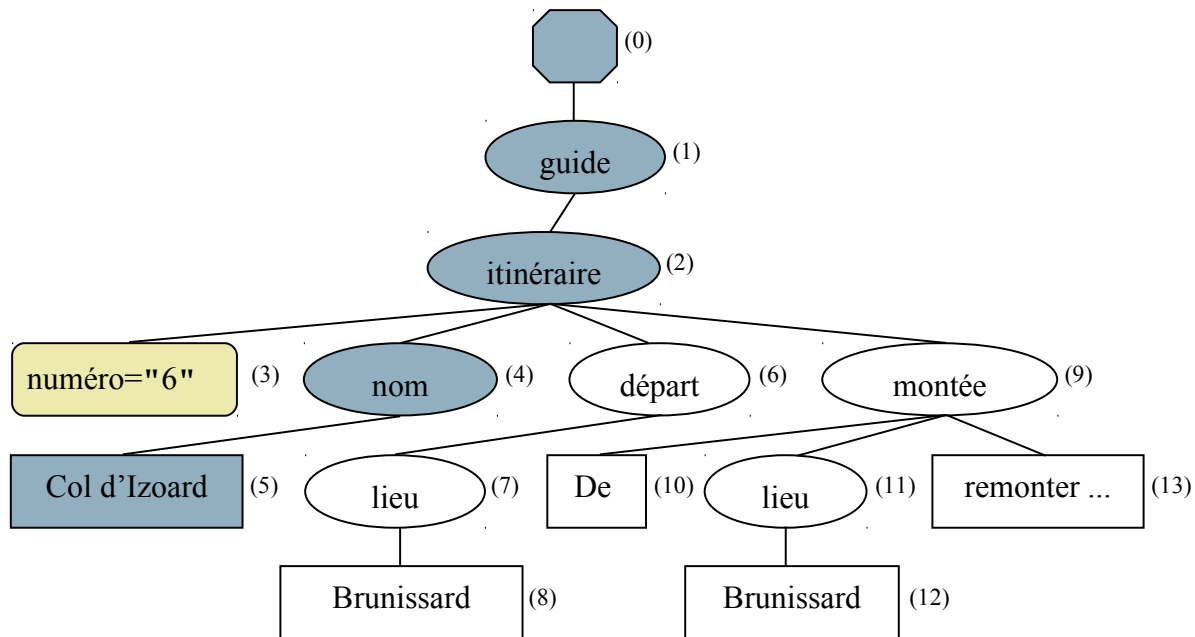 (0)
guide (1)
itinéraire (2)
numéro="6" (3) nom (4) départ (6) montée (9)
Col d'Izoard (5) lieu (7) De (10) lieu (11) remonter ... (13)
Brunissard (8) Brunissard (12)